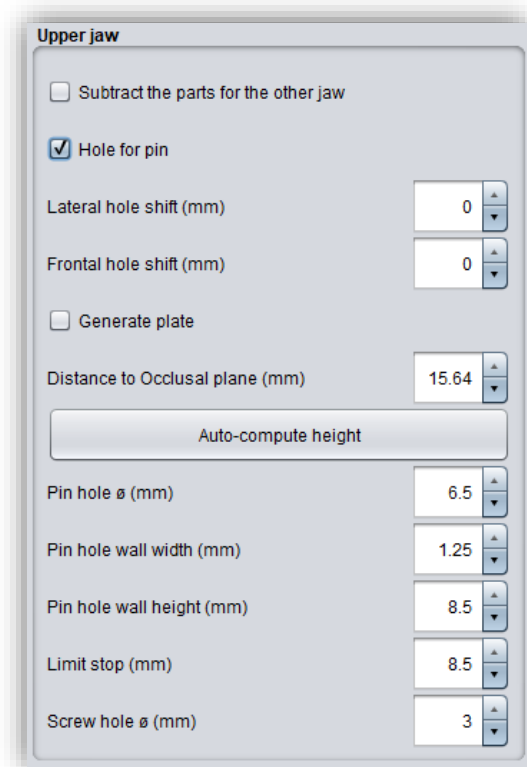 Upper jaw
Subtract the parts for the other jaw
Hole for pin
Lateral hole shift (mm) 0
Frontal hole shift (mm) 0
Generate plate
Distance to Occlusal plane (mm) 15.64
Auto-compute height
Pin hole ø (mm) 6.5
Pin hole wall width (mm) 1.25
Pin hole wall height (mm) 8.5
Limit stop (mm) 8.5
Screw hole ø (mm) 3